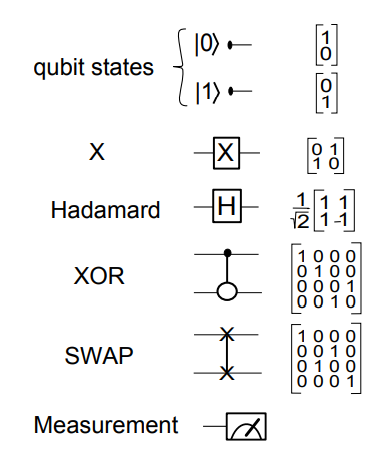 qubit states |0⟩ [1 0]
|1⟩ [0 1]
X X [0 1
1 0]
Hadamard H 1/√2 [1 1
1 -1]
XOR [1 0 0 0
0 1 0 0
0 0 0 1
0 0 1 0]
SWAP [1 0 0 0
0 0 1 0
0 1 0 0
0 0 0 1]
Measurement